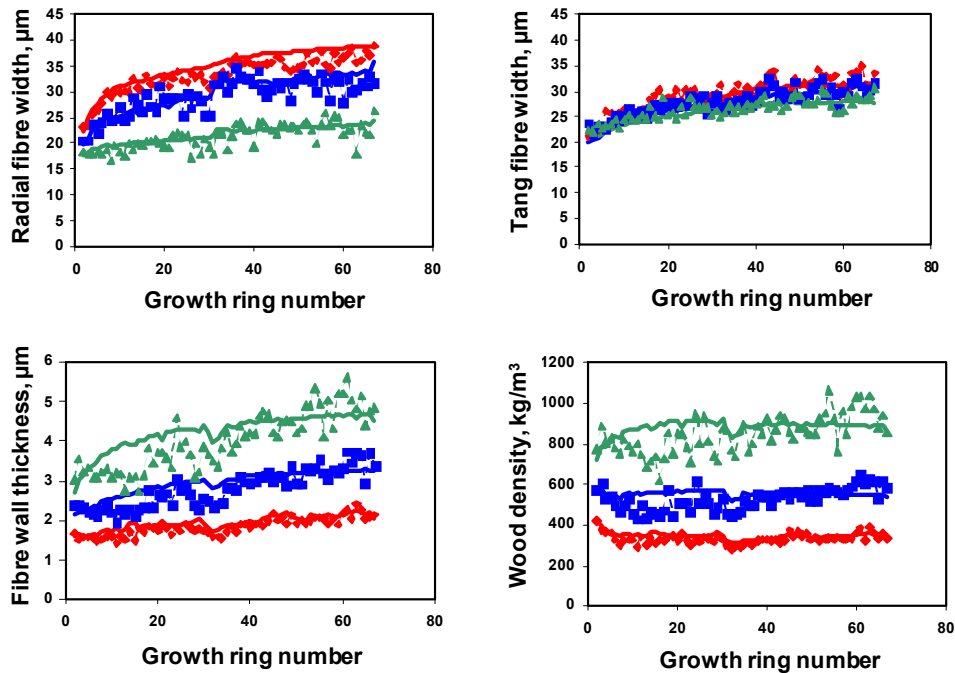 Radial fibre width, µm
45
40
35
30
25
20
15
10
5
0
0 20 40 60 80
Growth ring number
Tang fibre width, µm
45
40
35
30
25
20
15
10
5
0
0 20 40 60 80
Growth ring number
Fibre wall thickness, µm
6
5
4
3
2
1
0
0 20 40 60 80
Growth ring number
Wood density, kg/m³
1200
1000
800
600
400
200
0
0 20 40 60 80
Growth ring number